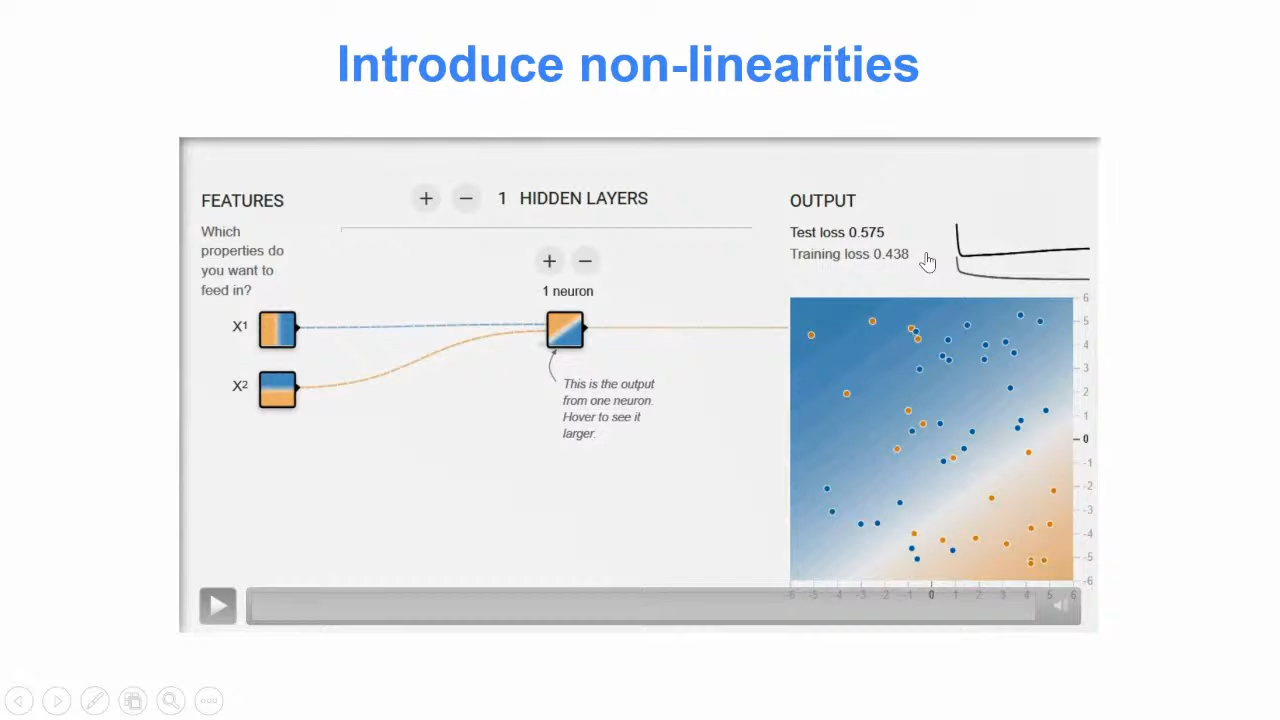 Introduce non-linearities
FEATURES
Which
properties do
you want to
feed in?
X1
X2
+ − 1 HIDDEN LAYERS
+ −
1 neuron
This is the output
from one neuron.
Hover to see it
larger.
OUTPUT
Test loss 0.575
Training loss 0.438
6
5
4
3
2
1
0
-1
-2
-3
-4
-5
-6
-6 -5 -4 -3 -2 -1 0 1 2 3 4 5 6